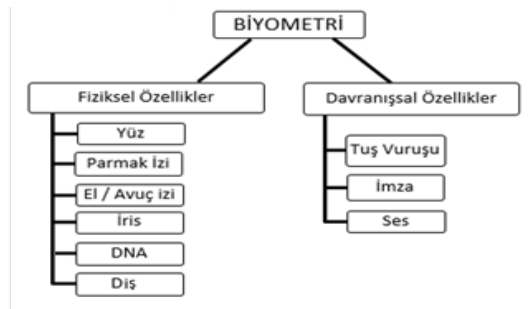 BİYOMETRİ
Fiziksel Özellikler
Yüz
Parmak İzi
El / Avuç izi
İris
DNA
Diş
Davranışsal Özellikler
Tuş Vuruşu
İmza
Ses